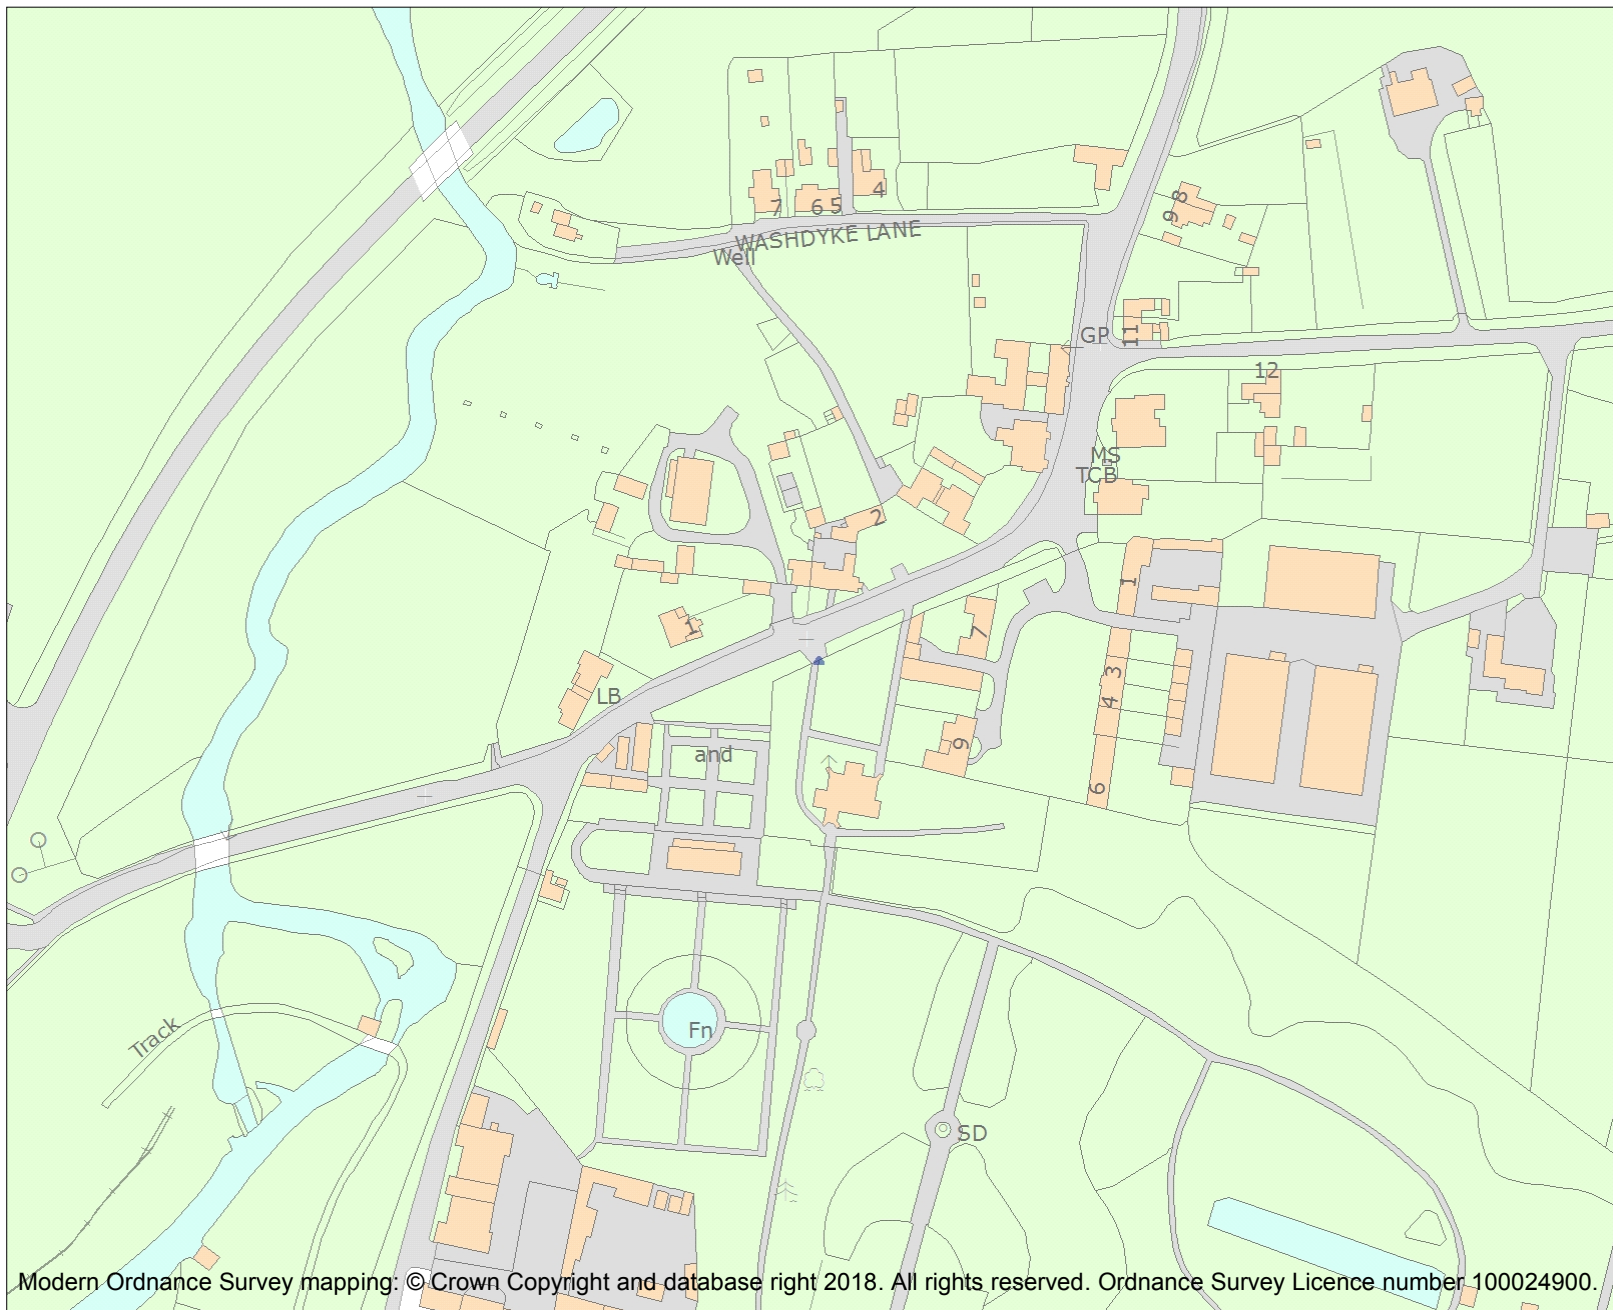 4
7
6 5
8
9
WASHDYKE LANE
Well
GP
11
12
MS
TCB
2
1
1
7
3
LB
4
and
9
6
Fn
Track
SD
Modern Ordnance Survey mapping: © Crown Copyright and database right 2018. All rights reserved. Ordnance Survey Licence number 100024900.